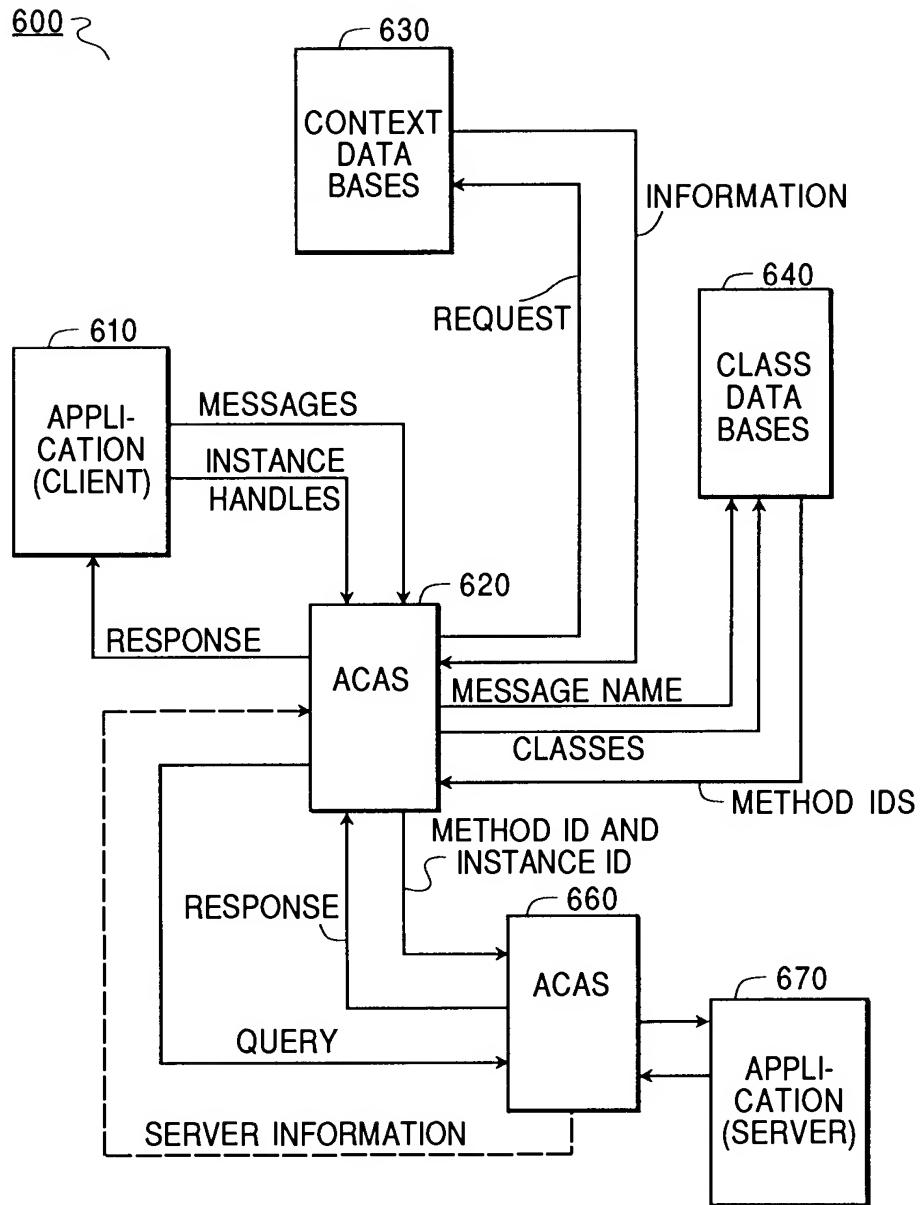 600
630
CONTEXT
DATA
BASES
INFORMATION
REQUEST
640
CLASS
DATA
BASES
610
APPLI-
CATION
(CLIENT)
MESSAGES
INSTANCE
HANDLES
RESPONSE
620
ACAS
MESSAGE NAME
CLASSES
METHOD IDS
METHOD ID AND
INSTANCE ID
RESPONSE
660
ACAS
QUERY
SERVER INFORMATION
670
APPLI-
CATION
(SERVER)